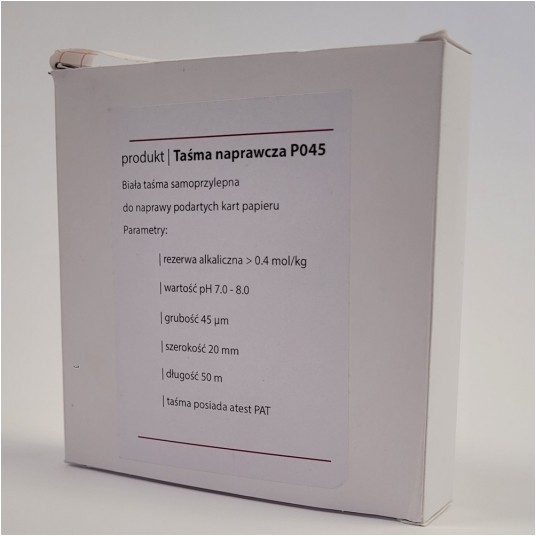 produkt | Taśma naprawcza P045
Biała taśma samoprzylepna
do naprawy podartych kart papieru
Parametry:
| rezerwa alkaliczna > 0.4 mol/kg
| wartość pH 7.0 - 8.0
| grubość 45 µm
| szerokość 20 mm
| długość 50 m
| taśma posiada atest PAT